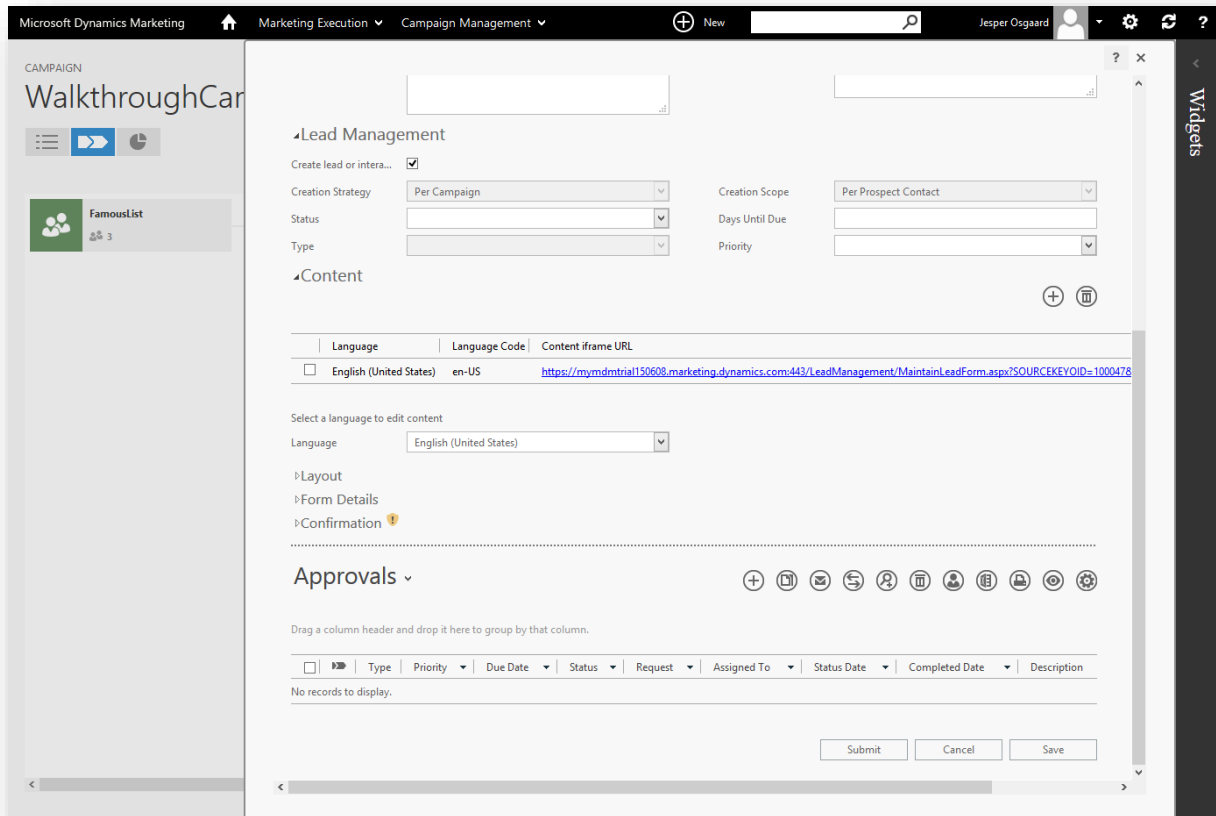 Microsoft Dynamics Marketing Marketing Execution Campaign Management New Jesper Osgaard ?
CAMPAIGN
WalkthroughCar
FamousList
3
?
Widgets
Lead Management
Create lead or intera...
Creation Strategy Per Campaign Creation Scope Per Prospect Contact
Status Days Until Due
Type Priority
Content
Language Language Code Content iframe URL
English (United States) en-US https://mymdmtrial150608.marketing.dynamics.com:443/LeadManagement/MaintainLeadForm.aspx?SOURCEKEYOID=1000478
Select a language to edit content
Language English (United States)
Layout
Form Details
Confirmation
Approvals
Drag a column header and drop it here to group by that column.
Type Priority Due Date Status Request Assigned To Status Date Completed Date Description
No records to display.
Submit Cancel Save